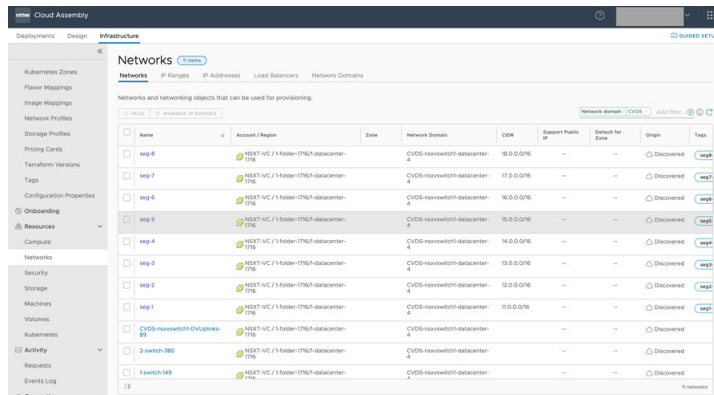 vmw Cloud Assembly
Deployments Design Infrastructure
GUIDED SETU
Kubernetes Zones
Flavor Mappings
Image Mappings
Network Profiles
Storage Profiles
Pricing Cards
Terraform Versions
Tags
Configuration Properties
Onboarding
Resources
Compute
Networks
Security
Storage
Machines
Volumes
Kubernetes
Activity
Requests
Events Log
Networks 11 items
Networks IP Ranges IP Addresses Load Balancers Network Domains
Networks and networking objects that can be used for provisioning.
TAGS MANAGE IP RANGES
Network domain : CVDS Add filter...
Name Account / Region Zone Network Domain CIDR Support Public IP Default for Zone Origin Tags
seg-8 NSXT-VC / 1-folder-1716/1-datacenter-1716 CVDS-nsxvswitch1-datacenter-4 18.0.0.0/16 -- -- Discovered seg8
seg-7 NSXT-VC / 1-folder-1716/1-datacenter-1716 CVDS-nsxvswitch1-datacenter-4 17.0.0.0/16 -- -- Discovered seg7
seg-6 NSXT-VC / 1-folder-1716/1-datacenter-1716 CVDS-nsxvswitch1-datacenter-4 16.0.0.0/16 -- -- Discovered seg6
seg-5 NSXT-VC / 1-folder-1716/1-datacenter-1716 CVDS-nsxvswitch1-datacenter-4 15.0.0.0/16 -- -- Discovered seg5
seg-4 NSXT-VC / 1-folder-1716/1-datacenter-1716 CVDS-nsxvswitch1-datacenter-4 14.0.0.0/16 -- -- Discovered seg4
seg-3 NSXT-VC / 1-folder-1716/1-datacenter-1716 CVDS-nsxvswitch1-datacenter-4 13.0.0.0/16 -- -- Discovered seg3
seg-2 NSXT-VC / 1-folder-1716/1-datacenter-1716 CVDS-nsxvswitch1-datacenter-4 12.0.0.0/16 -- -- Discovered seg2
seg-1 NSXT-VC / 1-folder-1716/1-datacenter-1716 CVDS-nsxvswitch1-datacenter-4 11.0.0.0/16 -- -- Discovered seg1
CVDS-nsxvswitch1-DVUplinks-89 NSXT-VC / 1-folder-1716/1-datacenter-1716 CVDS-nsxvswitch1-datacenter-4 -- -- Discovered
2-switch-380 NSXT-VC / 1-folder-1716/1-datacenter-1716 CVDS-nsxvswitch1-datacenter-4 -- -- Discovered
1-switch-149 NSXT-VC / 1-folder-1716/1-datacenter-1716 CVDS-nsxvswitch1-datacenter-4 -- -- Discovered
11 networks